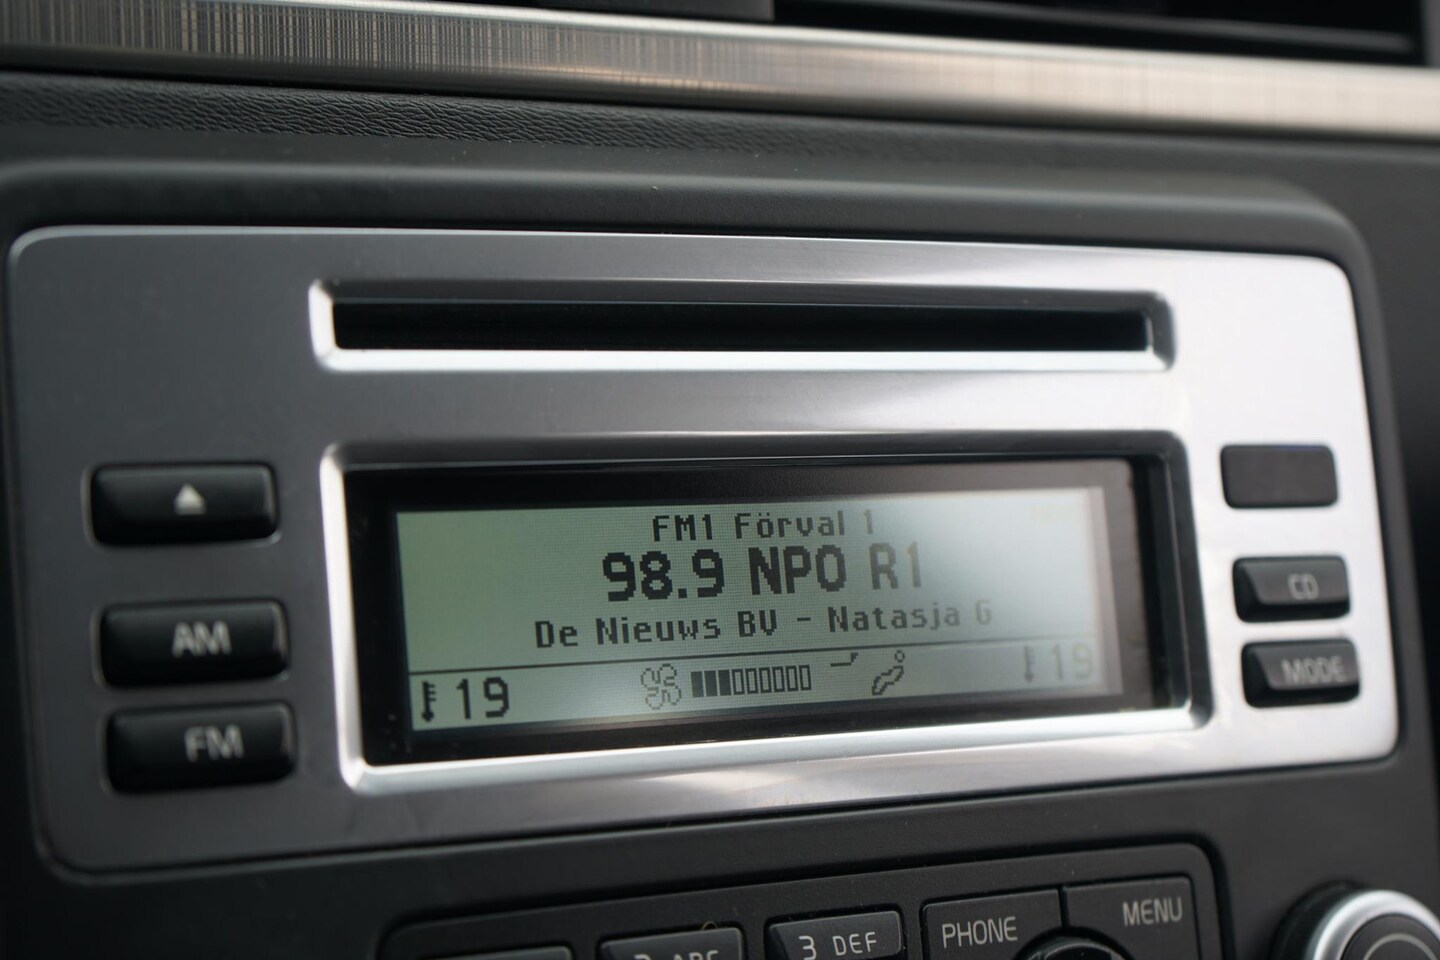 FM1 Förval 1
98.9 NPO R1
De Nieuws BV - Natasja G
19
19
AM
FM
CD
MODE
3 DEF
PHONE
MENU